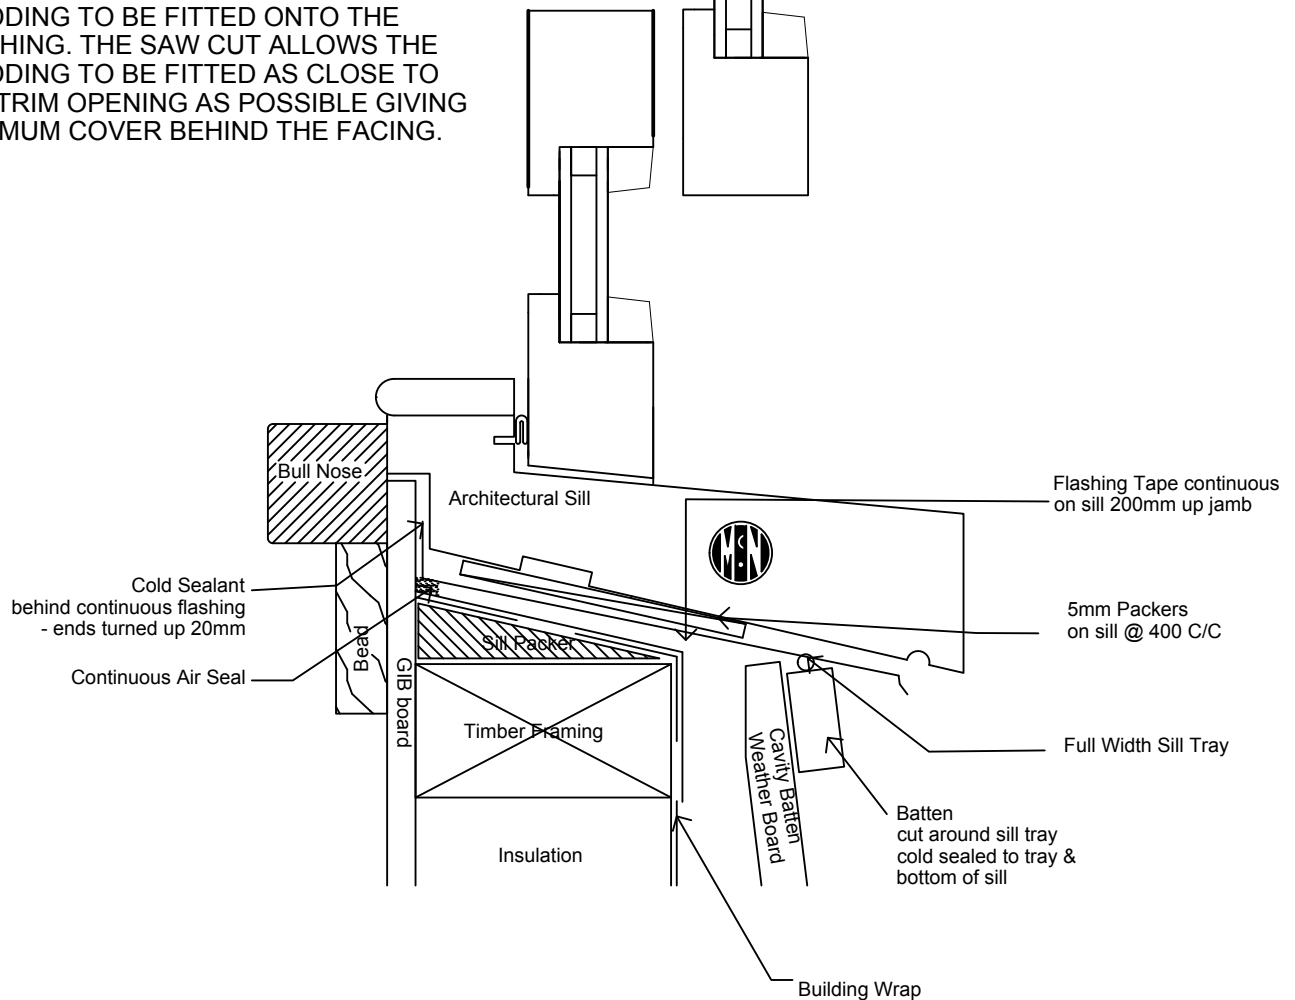 TO BE FITTED ONTO THE
THE SAW CUT ALLOWS THE
TO BE FITTED AS CLOSE TO
TRIM OPENING AS POSSIBLE GIVING
COVER BEHIND THE FACING.
Bull Nose
Architectural Sill
Flashing Tape continuous
on sill 200mm up jamb
Cold Sealant
behind continuous flashing
- ends turned up 20mm
5mm Packers
on sill @ 400 C/C
Continuous Air Seal
Bead
GIB board
Sill Packer
Timber Framing
Cavity Batten
Weather Board
Full Width Sill Tray
Batten
cut around sill tray
cold sealed to tray &
bottom of sill
Insulation
Building Wrap